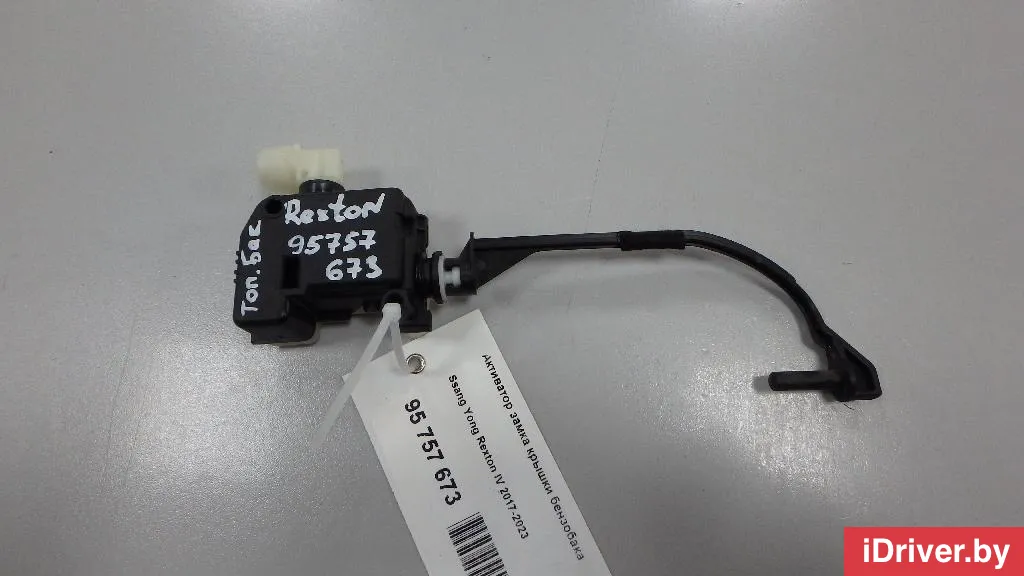 Rexton
95757
673
Топ. Бак
Активатор замка крышки бензобака
Ssang Yong Rexton IV 2017-2023
95 757 673
iDriver.by